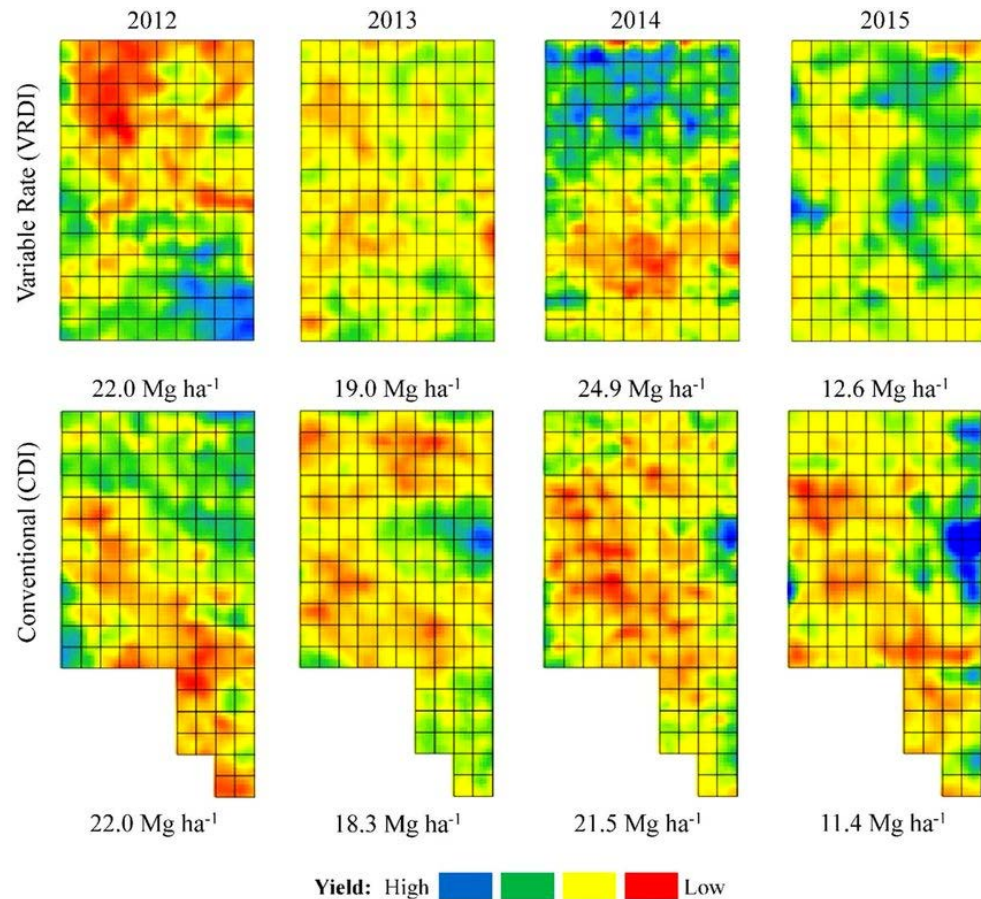 2012 2013 2014 2015
Variable Rate (VRDI)
22.0 Mg ha⁻¹ 19.0 Mg ha⁻¹ 24.9 Mg ha⁻¹ 12.6 Mg ha⁻¹
Conventional (CDI)
22.0 Mg ha⁻¹ 18.3 Mg ha⁻¹ 21.5 Mg ha⁻¹ 11.4 Mg ha⁻¹
Yield: High Low